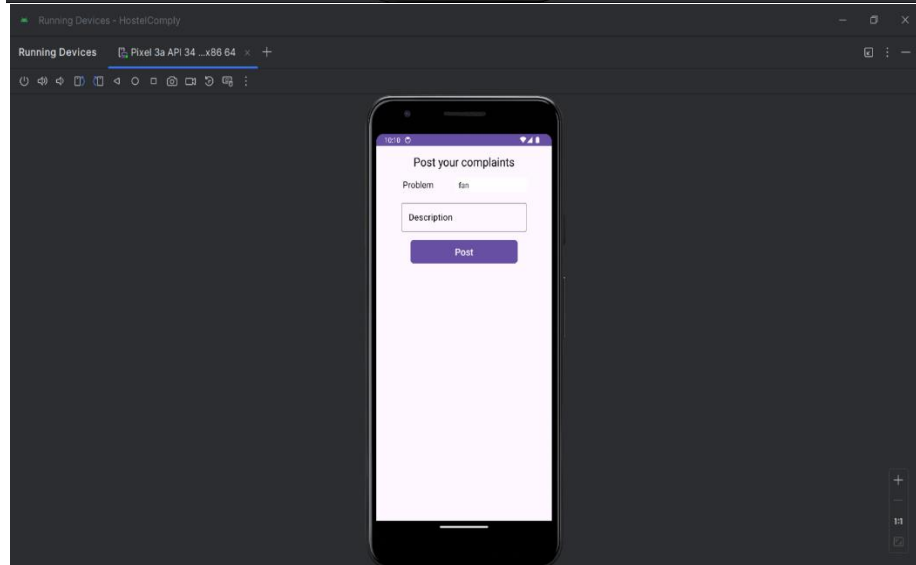 Running Devices - HostelComply
Running Devices Pixel 3a API 34 ...x86 64
10:10
Post your complaints
Problem fan
Description
Post
1:1